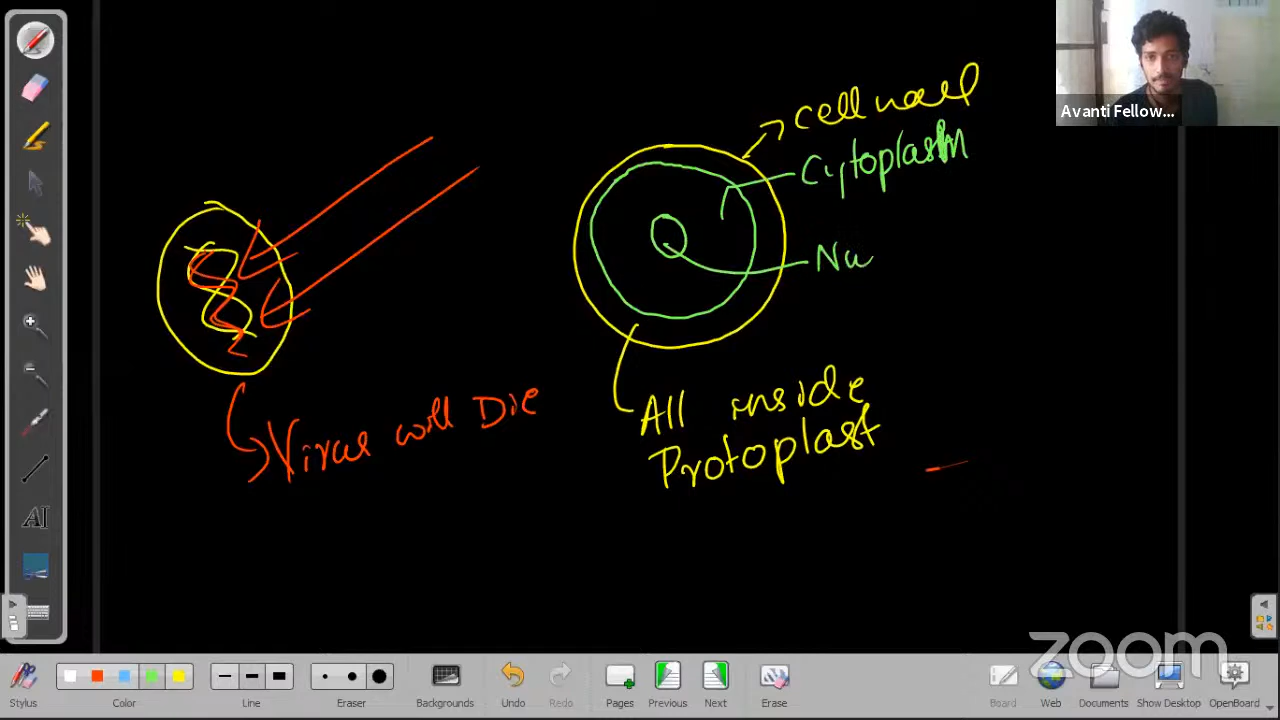 Avanti Fellow...
cell wall
Cytoplasm
Nu
Virus will Die
All inside
Protoplast
AI
zoom
Stylus
Color
Line
Eraser
Backgrounds
Undo
Redo
Pages
Previous
Next
Erase
Board
Web
Documents
Show Desktop
OpenBoard